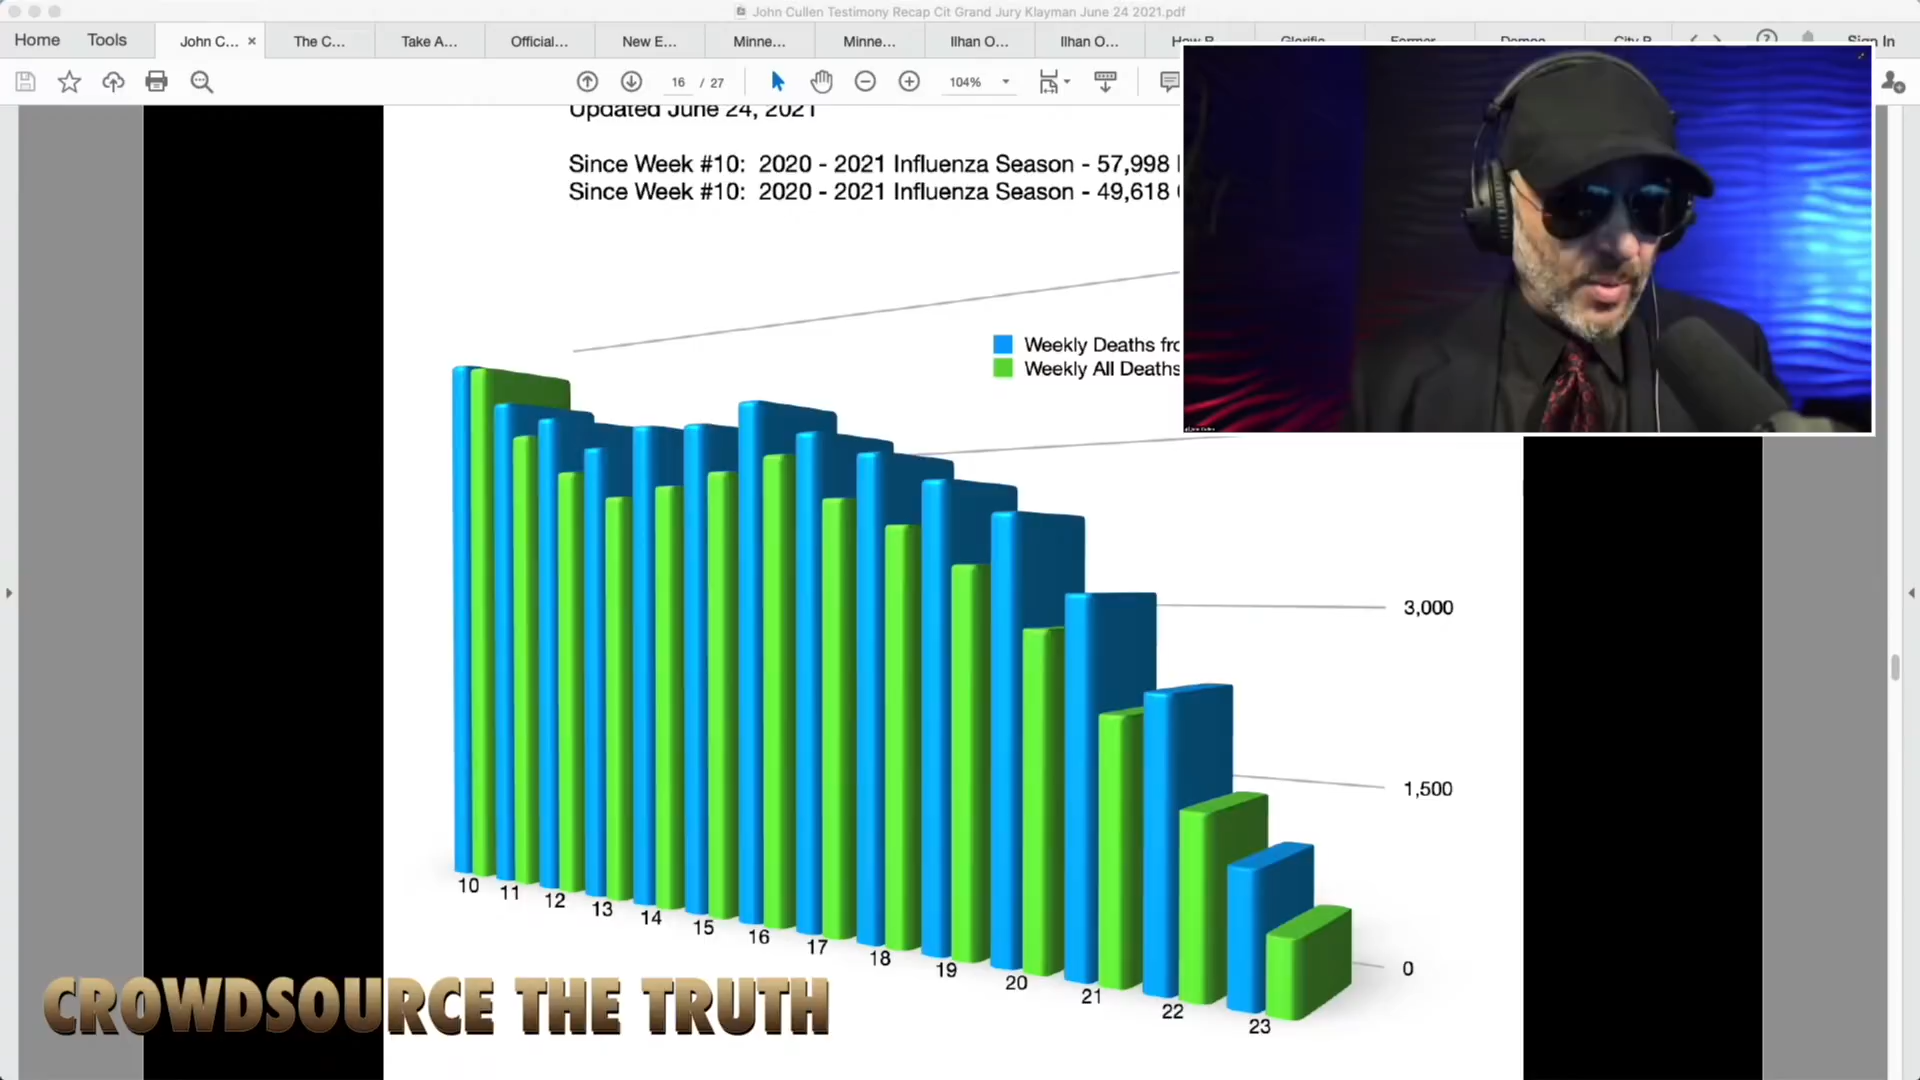 John Cullen Testimony Recap Cit Grand Jury Klayman June 24 2021.pdf
Home Tools John C... × The C... Take A... Official... New E... Minne... Minne... Ilhan O... Ilhan O... Sign In
16 / 27 104%
Updated June 24, 2021
Since Week #10: 2020 - 2021 Influenza Season - 57,998
Since Week #10: 2020 - 2021 Influenza Season - 49,618
Weekly Deaths
Weekly All Deaths
3,000
1,500
0
10 11 12 13 14 15 16 17 18 19 20 21 22 23
CROWDSOURCE THE TRUTH